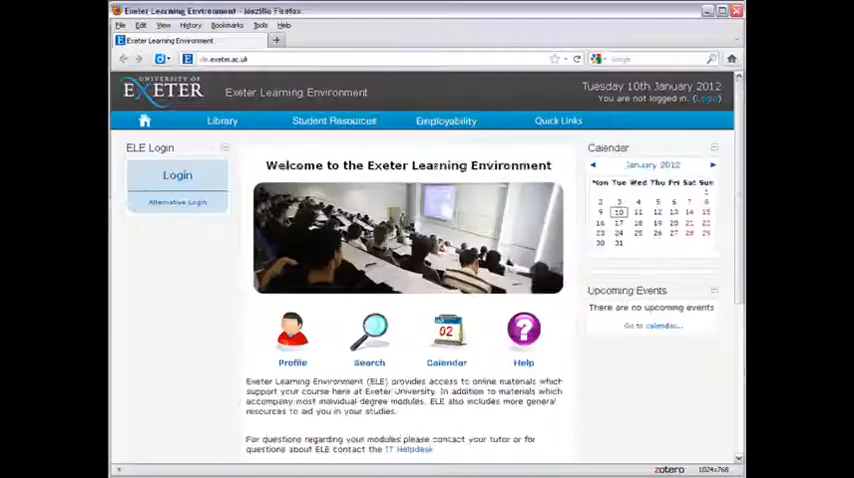 Exeter Learning Environment - Mozilla Firefox
File Edit View History Bookmarks Tools Help
Exeter Learning Environment
ele.exeter.ac.uk
Google
UNIVERSITY OF
EXETER
Exeter Learning Environment
Tuesday 10th January 2012
You are not logged in. (Login)
Library
Student Resources
Employability
Quick Links
ELE Login
Login
Alternative Login
Welcome to the Exeter Learning Environment
Profile
Search
02
Calendar
Help
Exeter Learning Environment (ELE) provides access to online materials which
support your course here at Exeter University. In addition to materials which
accompany most individual degree modules, ELE also includes more general
resources to aid you in your studies.
For questions regarding your modules please contact your tutor or for
questions about ELE contact the IT Helpdesk
Calendar
January 2012
Mon Tue Wed Thu Fri Sat Sun
1
2 3 4 5 6 7 8
9 10 11 12 13 14 15
16 17 18 19 20 21 22
23 24 25 26 27 28 29
30 31
Upcoming Events
There are no upcoming events
Go to calendar...
zotero
1024x768